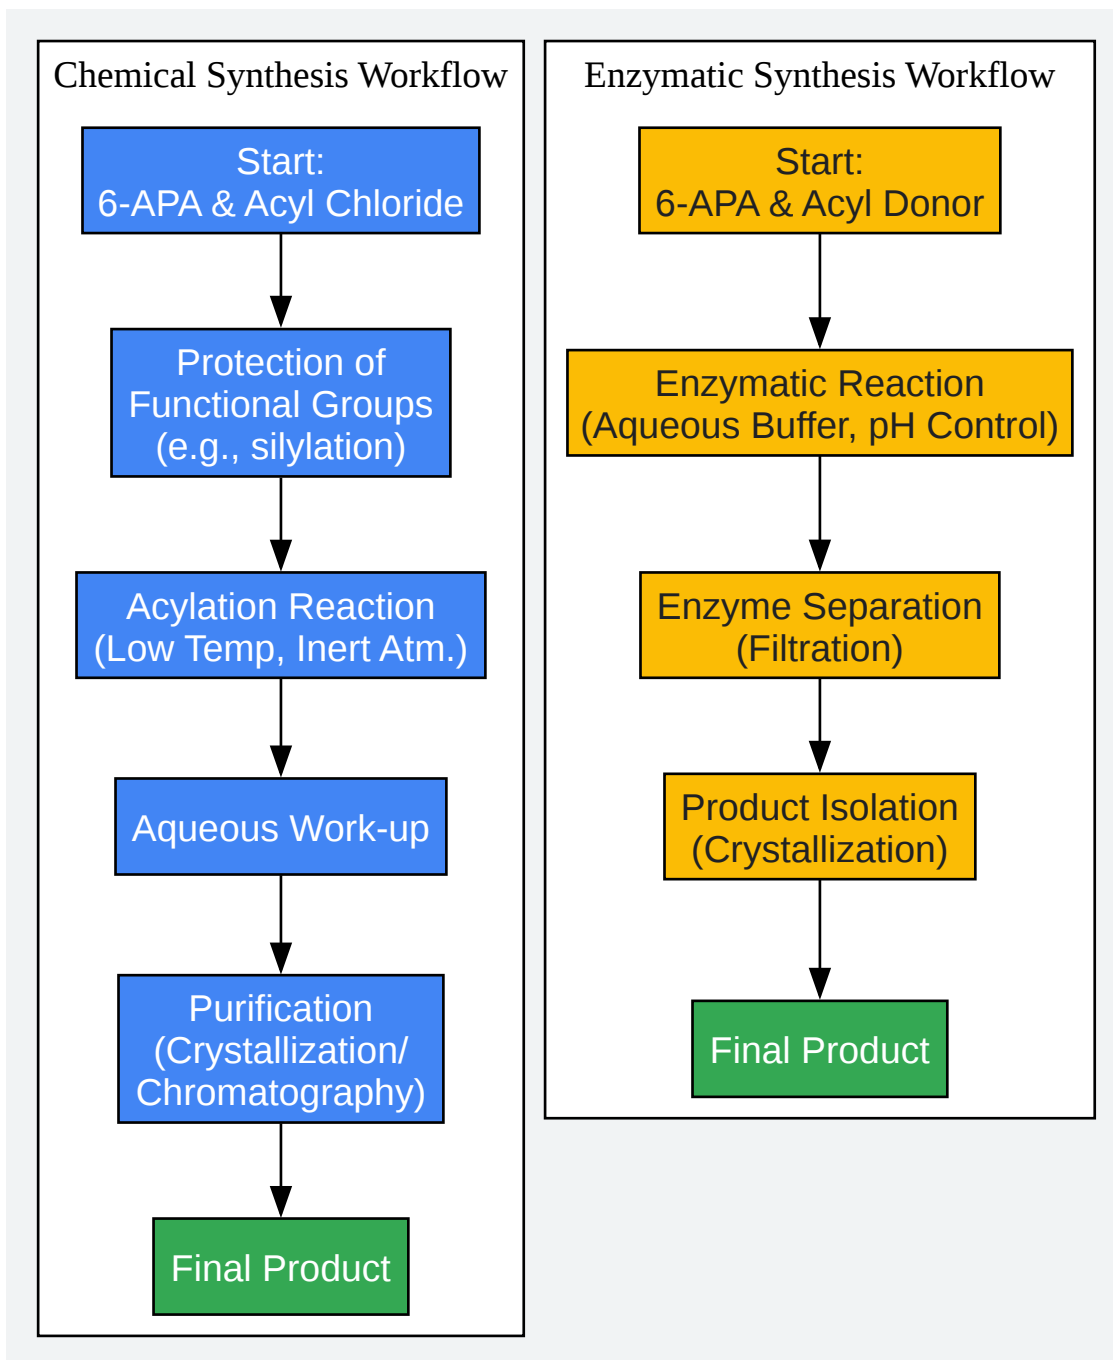 Chemical Synthesis Workflow
Start:
6-APA & Acyl Chloride
Protection of
Functional Groups
(e.g., silylation)
Acylation Reaction
(Low Temp, Inert Atm.)
Aqueous Work-up
Purification
(Crystallization/
Chromatography)
Final Product
Enzymatic Synthesis Workflow
Start:
6-APA & Acyl Donor
Enzymatic Reaction
(Aqueous Buffer, pH Control)
Enzyme Separation
(Filtration)
Product Isolation
(Crystallization)
Final Product